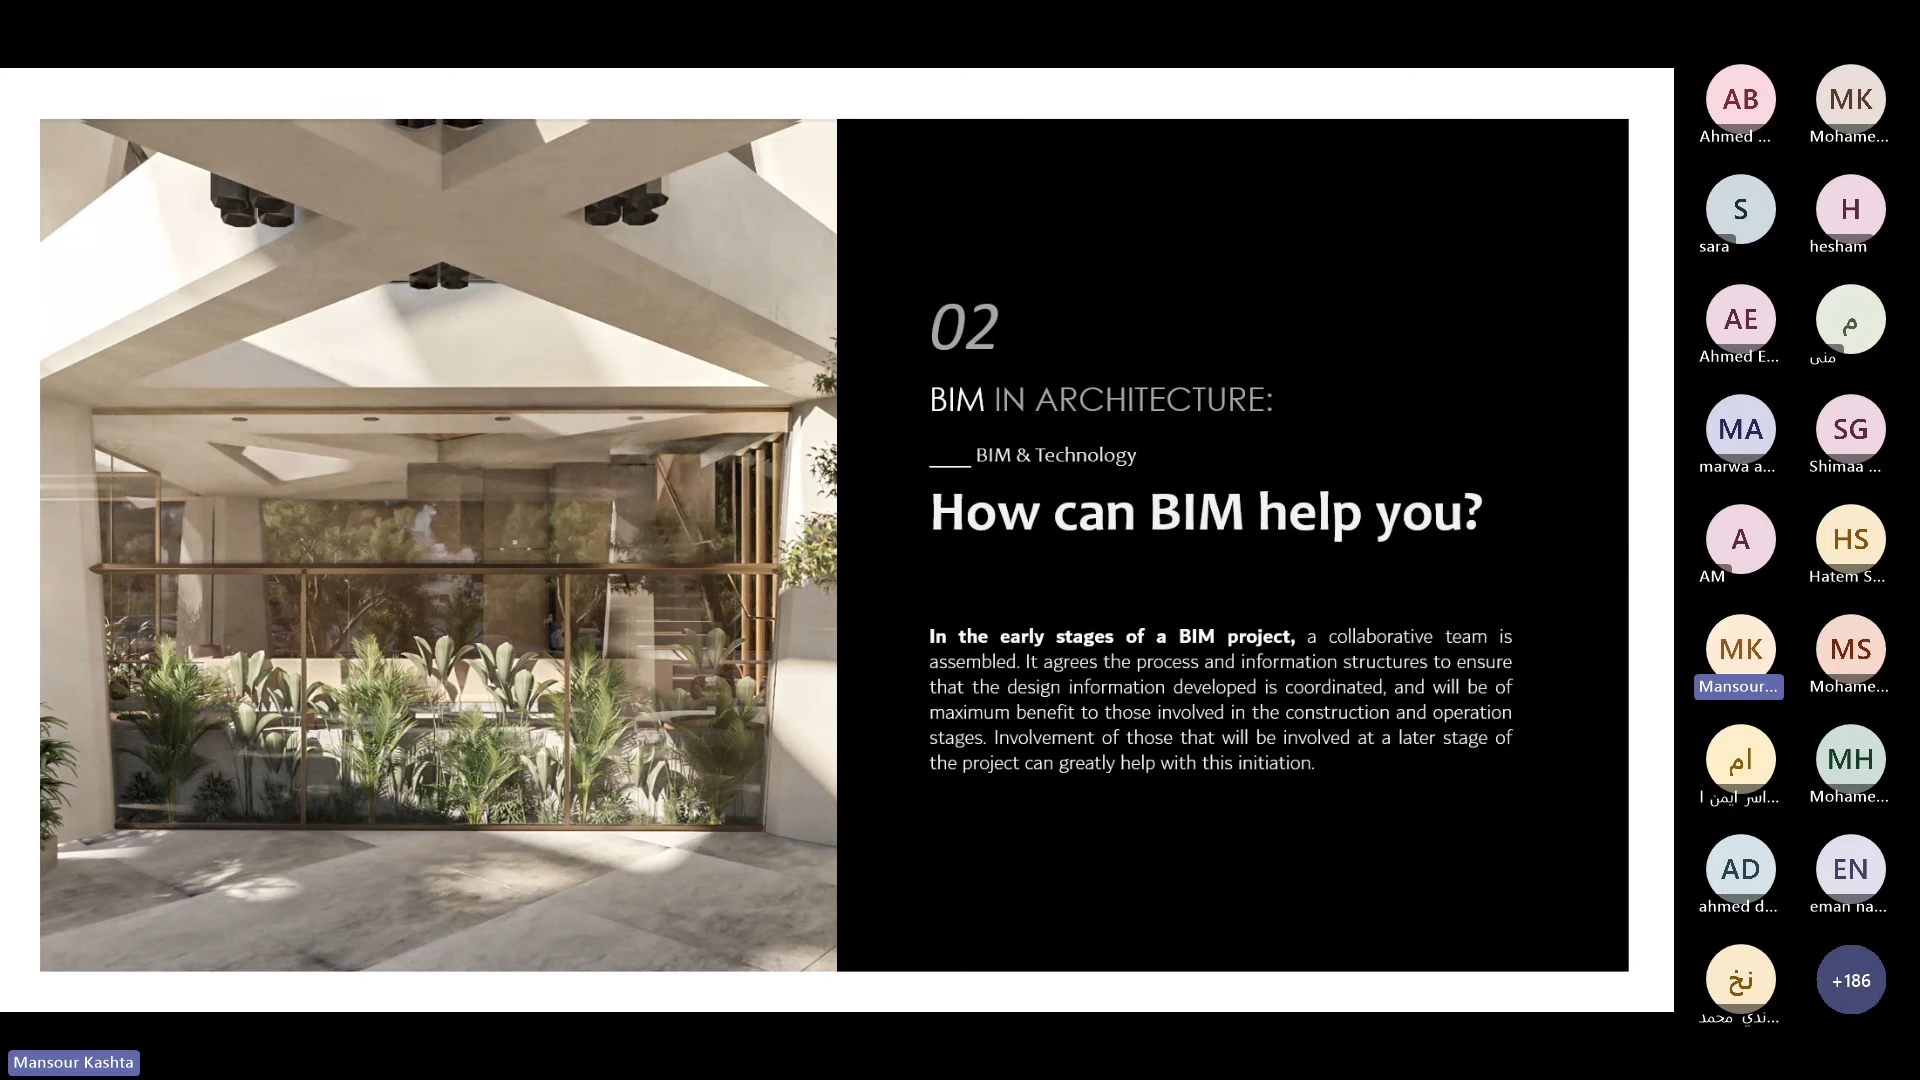 02
BIM IN ARCHITECTURE:
BIM & Technology
How can BIM help you?
In the early stages of a BIM project, a collaborative team is
assembled. It agrees the process and information structures to ensure
that the design information developed is coordinated, and will be of
maximum benefit to those involved in the construction and operation
stages. Involvement of those that will be involved at a later stage of
the project can greatly help with this initiation.
AB
Ahmed ...
MK
Mohame...
S
sara
H
hesham
AE
Ahmed E...
م
منى
MA
marwa a...
SG
Shimaa ...
A
AM
HS
Hatem S...
MK
Mansour...
MS
Mohame...
ام
...اسر ايمن ا
MH
Mohame...
AD
ahmed d...
EN
eman na...
نخ
...ندي محمد
+186
Mansour Kashta